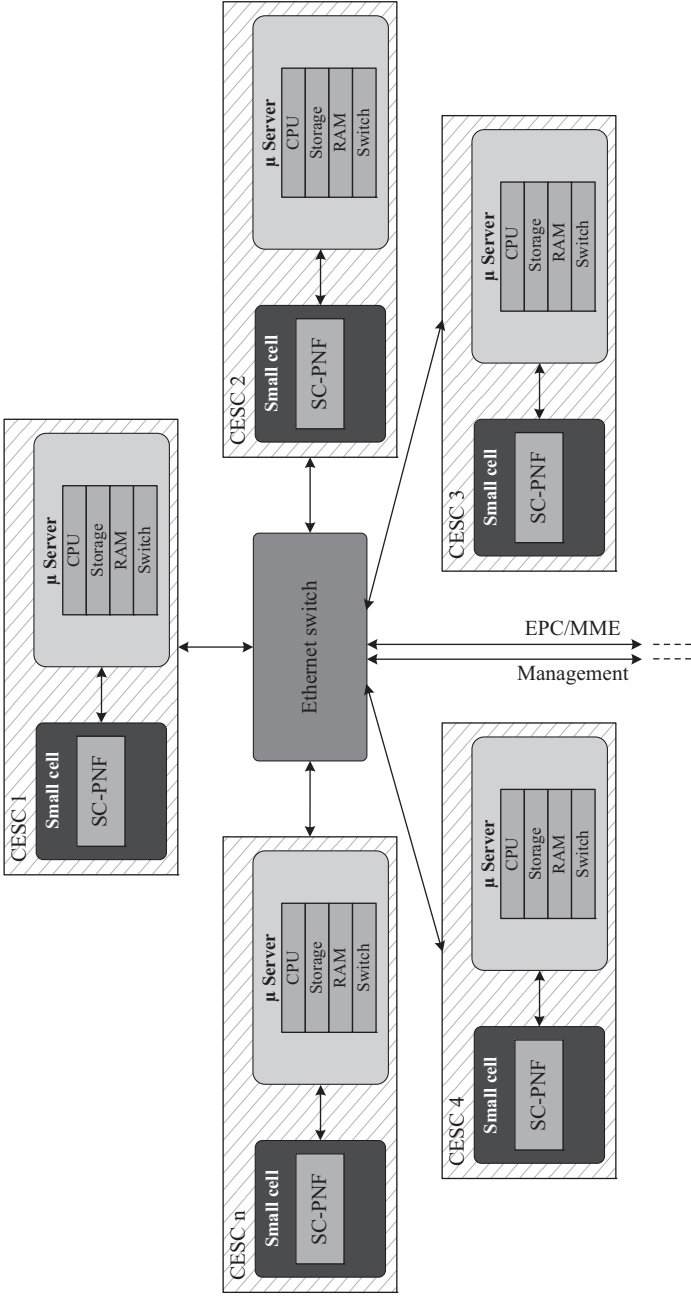 CESC 1
Small cell
SC-PNF
µ Server
CPU
Storage
RAM
Switch
CESC n
Small cell
SC-PNF
µ Server
CPU
Storage
RAM
Switch
Ethernet switch
CESC 2
Small cell
SC-PNF
µ Server
CPU
Storage
RAM
Switch
CESC 4
Small cell
SC-PNF
µ Server
CPU
Storage
RAM
Switch
Management
EPC/MME
CESC 3
Small cell
SC-PNF
µ Server
CPU
Storage
RAM
Switch